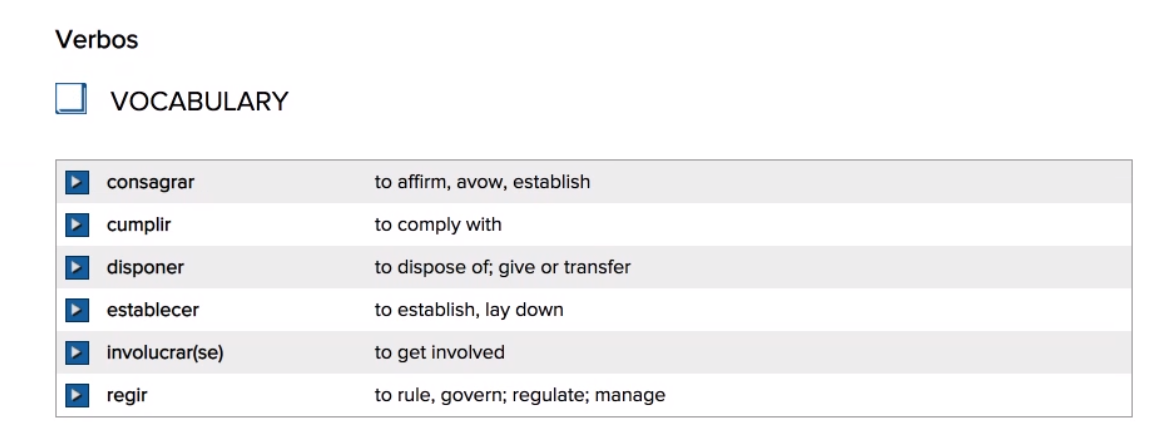 Verbos
VOCABULARY
consagrar to affirm, avow, establish
cumplir to comply with
disponer to dispose of; give or transfer
establecer to establish, lay down
involucrar(se) to get involved
regir to rule, govern; regulate; manage